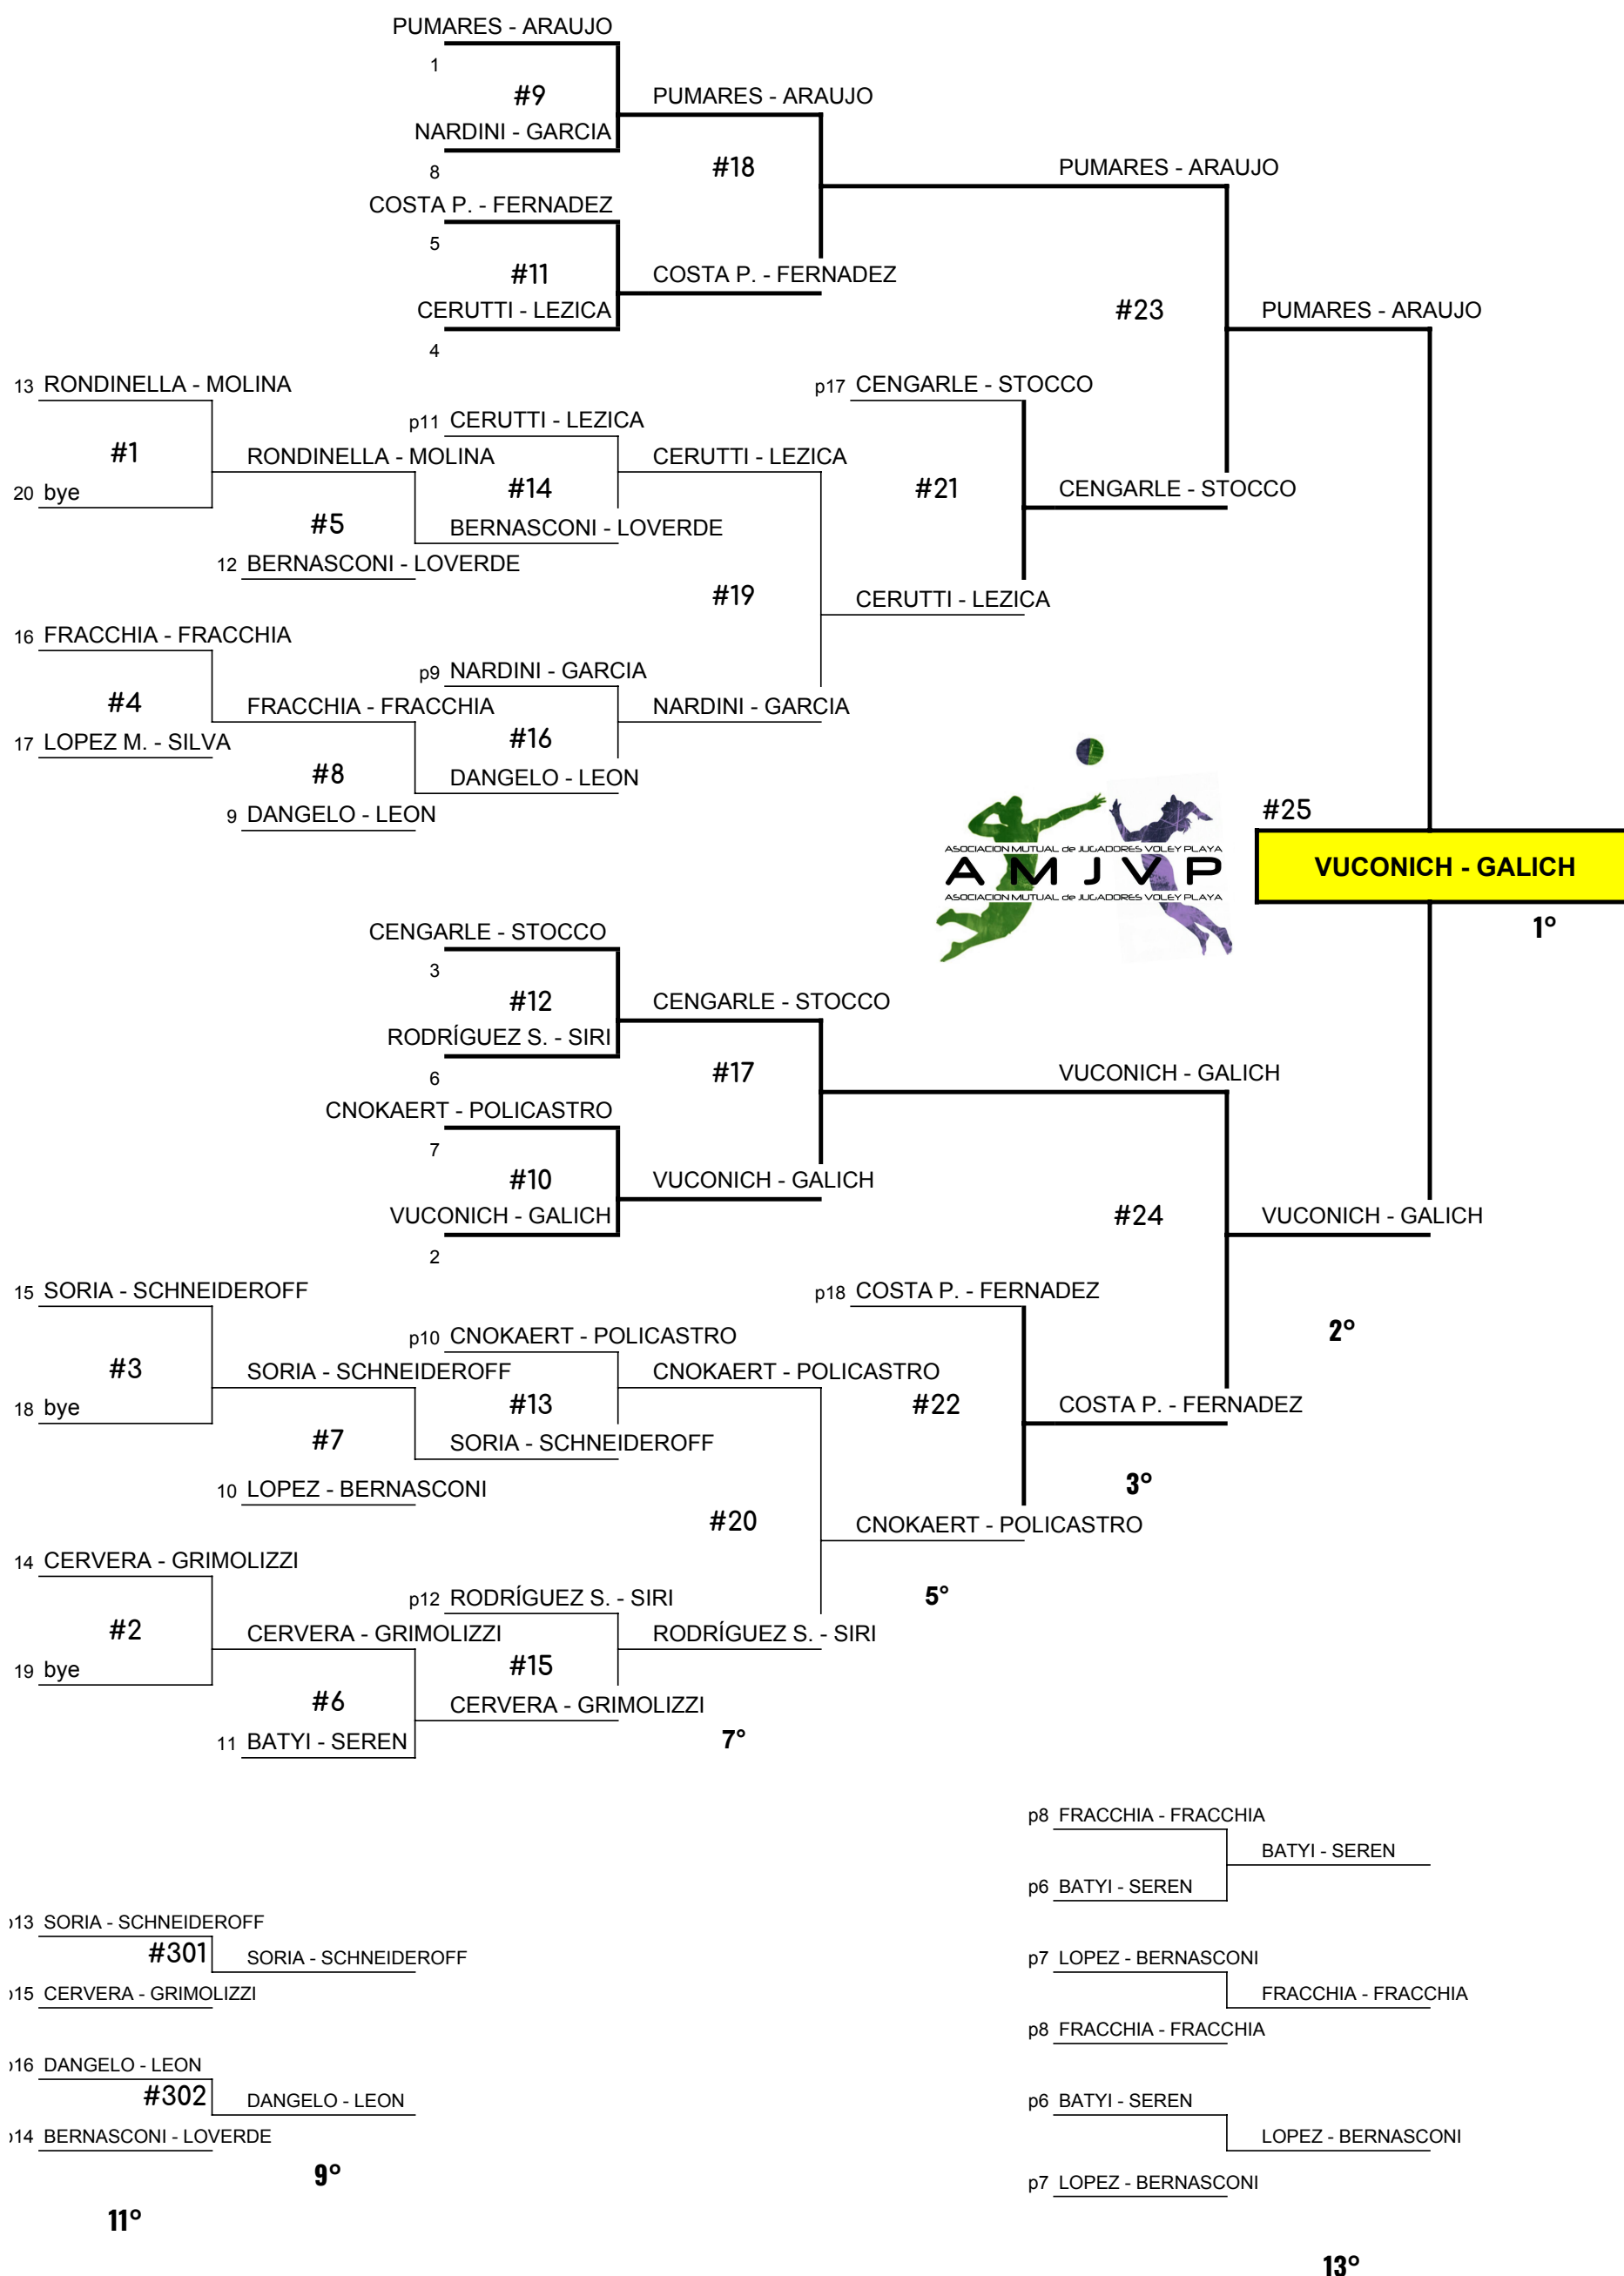 PUMARES - ARAUJO
1
#9
PUMARES - ARAUJO
NARDINI - GARCIA
8
#18
PUMARES - ARAUJO
COSTA P. - FERNADEZ
5
#11
COSTA P. - FERNADEZ
CERUTTI - LEZICA
#23
PUMARES - ARAUJO
4
13 RONDINELLA - MOLINA
p17 CENGARLE - STOCCO
p11 CERUTTI - LEZICA
#1
RONDINELLA - MOLINA
CERUTTI - LEZICA
20 bye
#14
#21
CENGARLE - STOCCO
#5
BERNASCONI - LOVERDE
12 BERNASCONI - LOVERDE
#19
CERUTTI - LEZICA
16 FRACCHIA - FRACCHIA
p9 NARDINI - GARCIA
#4
FRACCHIA - FRACCHIA
NARDINI - GARCIA
17 LOPEZ M. - SILVA
#16
#8
DANGELO - LEON
9 DANGELO - LEON
#25
ASOCIACION MUTUAL de JUGADORES VOLEY PLAYA
AMJVP
ASOCIACION MUTUAL de JUGADORES VOLEY PLAYA
VUCONICH - GALICH
1º
CENGARLE - STOCCO
3
#12
CENGARLE - STOCCO
RODRÍGUEZ S. - SIRI
6
#17
VUCONICH - GALICH
CNOKAERT - POLICASTRO
7
#10
VUCONICH - GALICH
VUCONICH - GALICH
#24
VUCONICH - GALICH
2
15 SORIA - SCHNEIDEROFF
p18 COSTA P. - FERNADEZ
2º
p10 CNOKAERT - POLICASTRO
#3
SORIA - SCHNEIDEROFF
CNOKAERT - POLICASTRO
18 bye
#13
#22
COSTA P. - FERNADEZ
#7
SORIA - SCHNEIDEROFF
10 LOPEZ - BERNASCONI
3º
#20
CNOKAERT - POLICASTRO
14 CERVERA - GRIMOLIZZI
p12 RODRÍGUEZ S. - SIRI
5°
#2
CERVERA - GRIMOLIZZI
RODRÍGUEZ S. - SIRI
19 bye
#15
#6
CERVERA - GRIMOLIZZI
11 BATYI - SEREN
7°
p8 FRACCHIA - FRACCHIA
BATYI - SEREN
p6 BATYI - SEREN
p13 SORIA - SCHNEIDEROFF
#301
SORIA - SCHNEIDEROFF
p15 CERVERA - GRIMOLIZZI
p7 LOPEZ - BERNASCONI
FRACCHIA - FRACCHIA
p8 FRACCHIA - FRACCHIA
p16 DANGELO - LEON
#302
DANGELO - LEON
p14 BERNASCONI - LOVERDE
p6 BATYI - SEREN
LOPEZ - BERNASCONI
p7 LOPEZ - BERNASCONI
9º
11º
13º